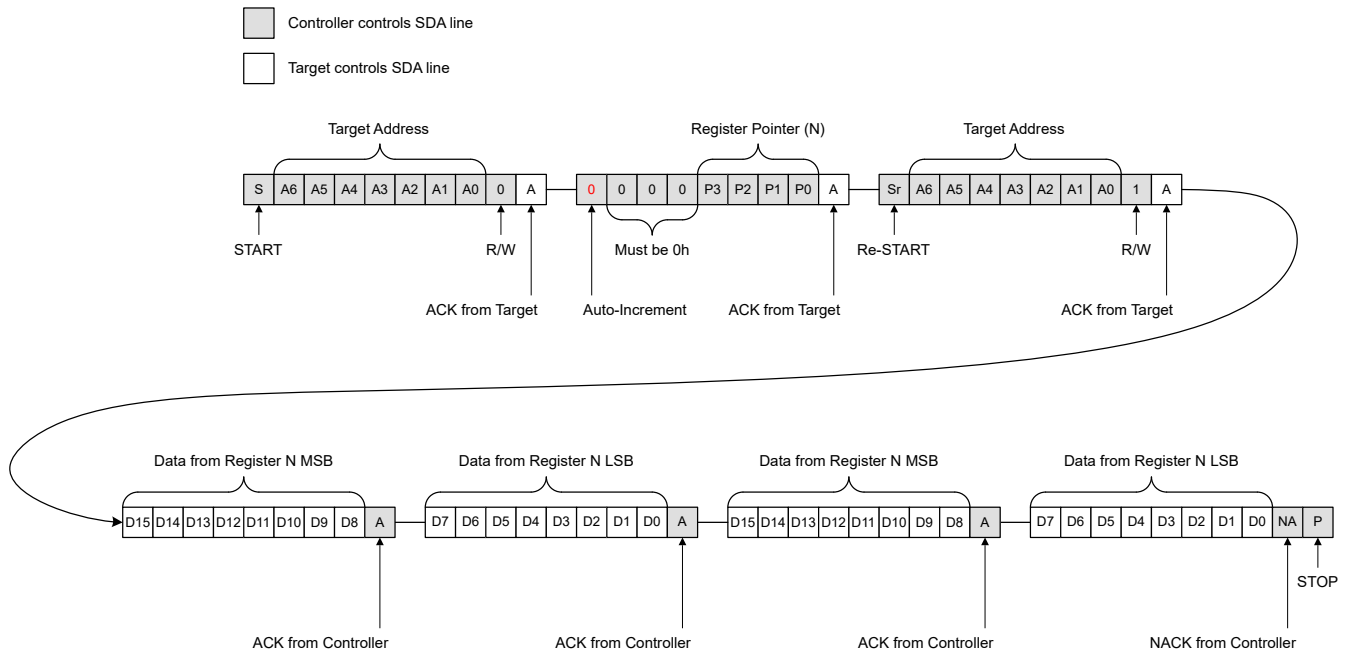 Controller controls SDA line
Target controls SDA line
Target Address
Register Pointer (N)
Target Address
S A6 A5 A4 A3 A2 A1 A0 0 A
0 0 0 0 P3 P2 P1 P0 A
Sr A6 A5 A4 A3 A2 A1 A0 1 A
START
R/W
Must be 0h
Re-START
R/W
ACK from Target
Auto-Increment
ACK from Target
ACK from Target
Data from Register N MSB
Data from Register N LSB
Data from Register N MSB
Data from Register N LSB
D15 D14 D13 D12 D11 D10 D9 D8 A
D7 D6 D5 D4 D3 D2 D1 D0 A
D15 D14 D13 D12 D11 D10 D9 D8 A
D7 D6 D5 D4 D3 D2 D1 D0 NA P
STOP
ACK from Controller
ACK from Controller
ACK from Controller
NACK from Controller